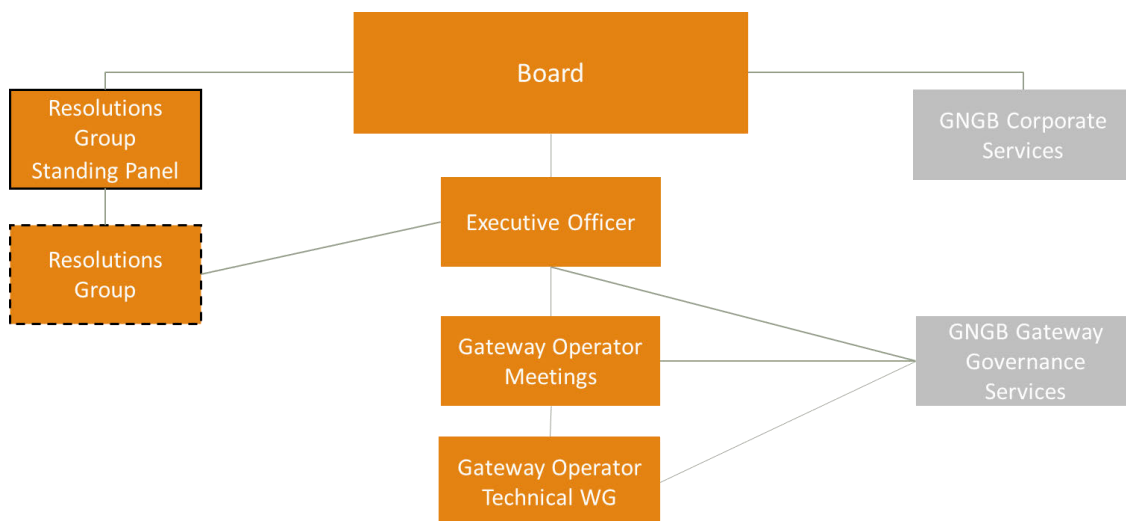 Board
Resolutions
Group
Standing Panel
GNGB Corporate
Services
Executive Officer
Resolutions
Group
Gateway Operator
Meetings
GNGB Gateway
Governance
Services
Gateway Operator
Technical WG